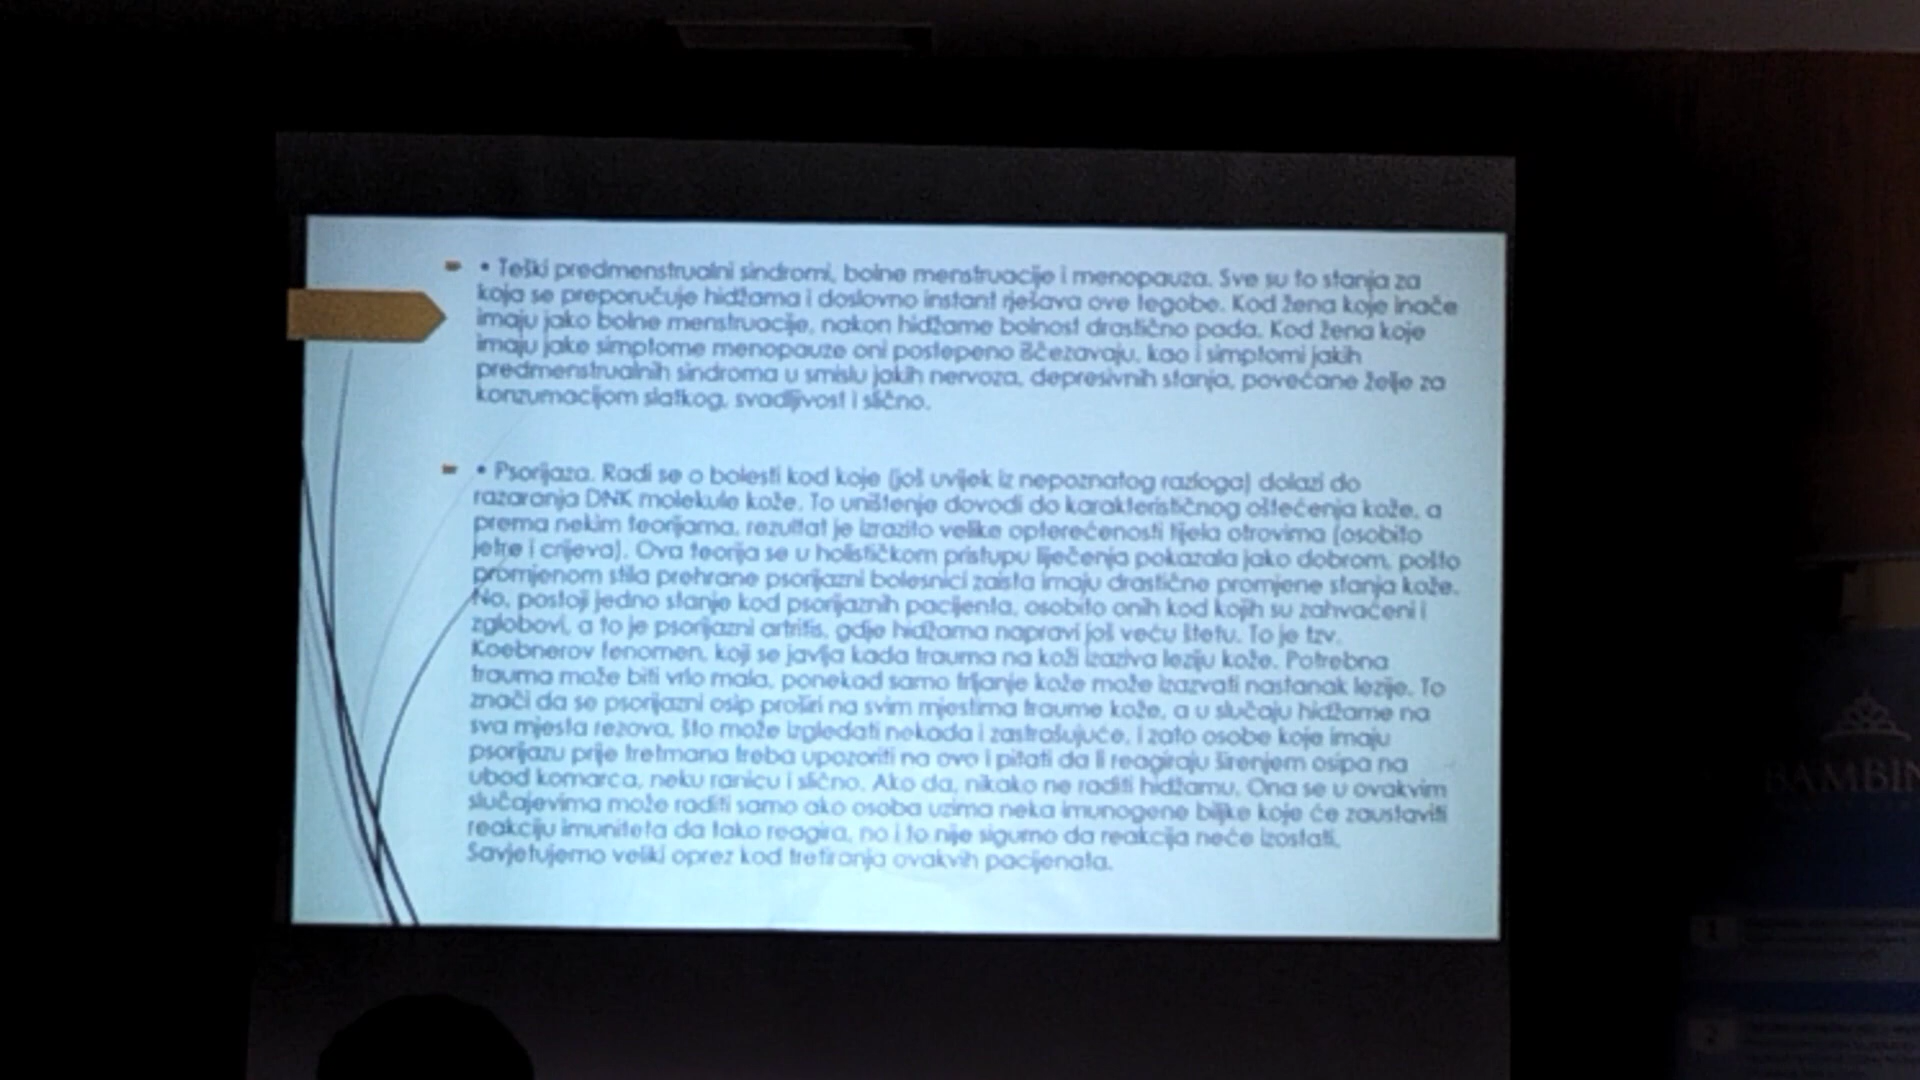 • Teški predmenstrualni sindromi, bolne menstruacije i menopauza. Sve su to stanja za
koja se preporučuje hidžama i doslovno instant rješava ove tegobe. Kod žena koje inače
imaju jako bolne menstruacije, nakon hidžame bolnost drastično pada. Kod žena koje
imaju jake simptome menopauze oni postepeno iščezavaju, kao i simptomi jakih
predmenstrualnih sindroma u smislu jakih nervoza, depresivnih stanja, povećane želje za
konzumacijom slatkog, svadljivost i slično.
• Psorijaza. Radi se o bolesti kod koje (još uvijek iz nepoznatog razloga) dolazi do
razaranja DNK molekule kože. To uništenje dovodi do karakterističnog oštećenja kože, a
prema nekim teorijama, rezultat je izrazito velike opterećenosti tijela otrovima (osobito
jetre i crijeva). Ova teorija se u holističkom pristupu liječenja pokazala jako dobrom, pošto
promjenom stila prehrane psorijazni bolesnici zaista imaju drastične promjene stanja kože.
No, postoji jedno stanje kod psorijaznih pacijenta, osobito onih kod kojih su zahvaćeni i
zglobovi, a to je psorijazni artritis, gdje hidžama napravi još veću štetu. To je tzv.
Koebnerov fenomen, koji se javlja kada trauma na koži izaziva leziju kože. Potrebna
trauma može biti vrlo mala, ponekad samo trljanje kože može izazvati nastanak lezije. To
znači da se psorijazni osip proširi na svim mjestima traume kože, a u slučaju hidžame na
sva mjesta rezova, što može izgledati nekada i zastrašujuće, i zato osobe koje imaju
psorijazu prije tretmana treba upozoriti na ovo i pitati da li reagiraju širenjem osipa na
ubod komarca, neku ranicu i slično. Ako da, nikako ne raditi hidžamu. Ona se u ovakvim
slučajevima može raditi samo ako osoba uzima neka imunogene biljke koje će zaustaviti
reakciju imuniteta da tako reagira, no i to nije sigurno da reakcija neće izostati.
Savjetujemo veliki oprez kod tretiranja ovakvih pacijenata.
BAMBIN
1
2